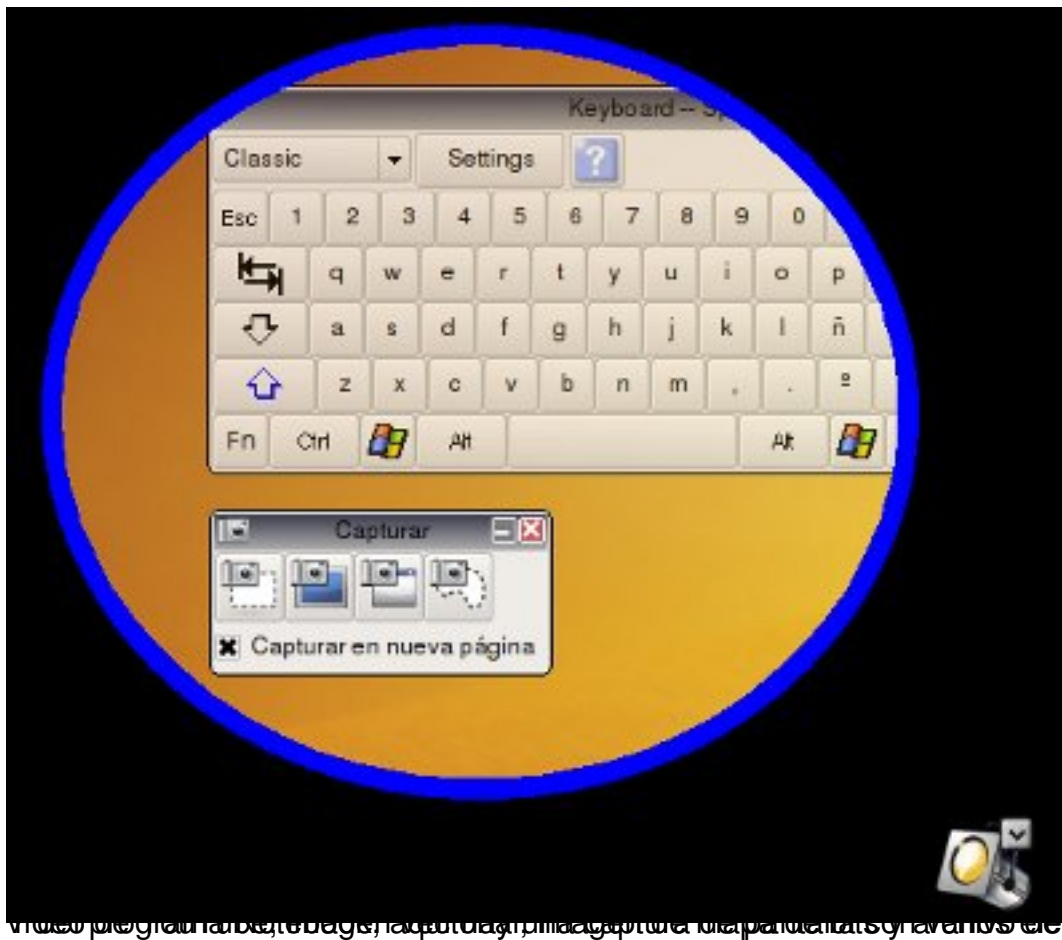 Keyboard --
Classic Settings ?
Esc 1 2 3 4 5 6 7 8 9 0
q w e r t y u i o p
a s d f g h j k l ñ
z x c v b n m , . º
Fn Ctrl Alt Alt
Capturar
Capturar en nueva página